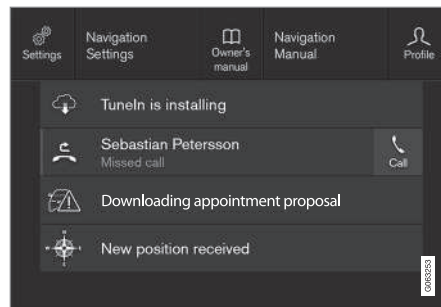 Settings
Navigation
Settings
Owner's
manual
Navigation
Manual
Profile
TuneIn is installing
Sebastian Petersson
Missed call
Call
Downloading appointment proposal
New position received
G063253